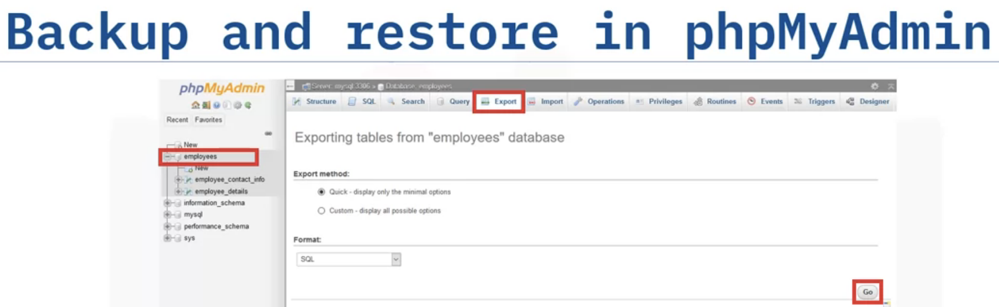 Backup and restore in phpMyAdmin
phpMyAdmin
Recent Favorites
New
employees
New
employee_contact_info
employee_details
information_schema
mysql
performance_schema
sys
Server: mysql:3306 » Database: employees
Structure SQL Search Query Export Import Operations Privileges Routines Events Triggers Designer
Exporting tables from "employees" database
Export method:
Quick - display only the minimal options
Custom - display all possible options
Format:
SQL
Go